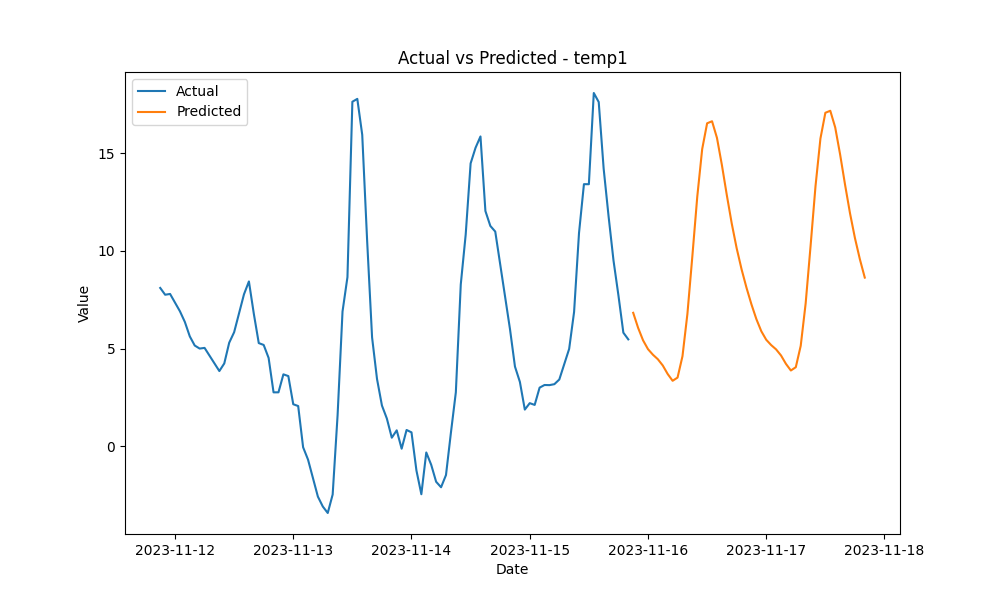 Actual vs Predicted - temp1
Actual
Predicted
15
10
5
0
Value
2023-11-12
2023-11-13
2023-11-14
2023-11-15
2023-11-16
2023-11-17
2023-11-18
Date